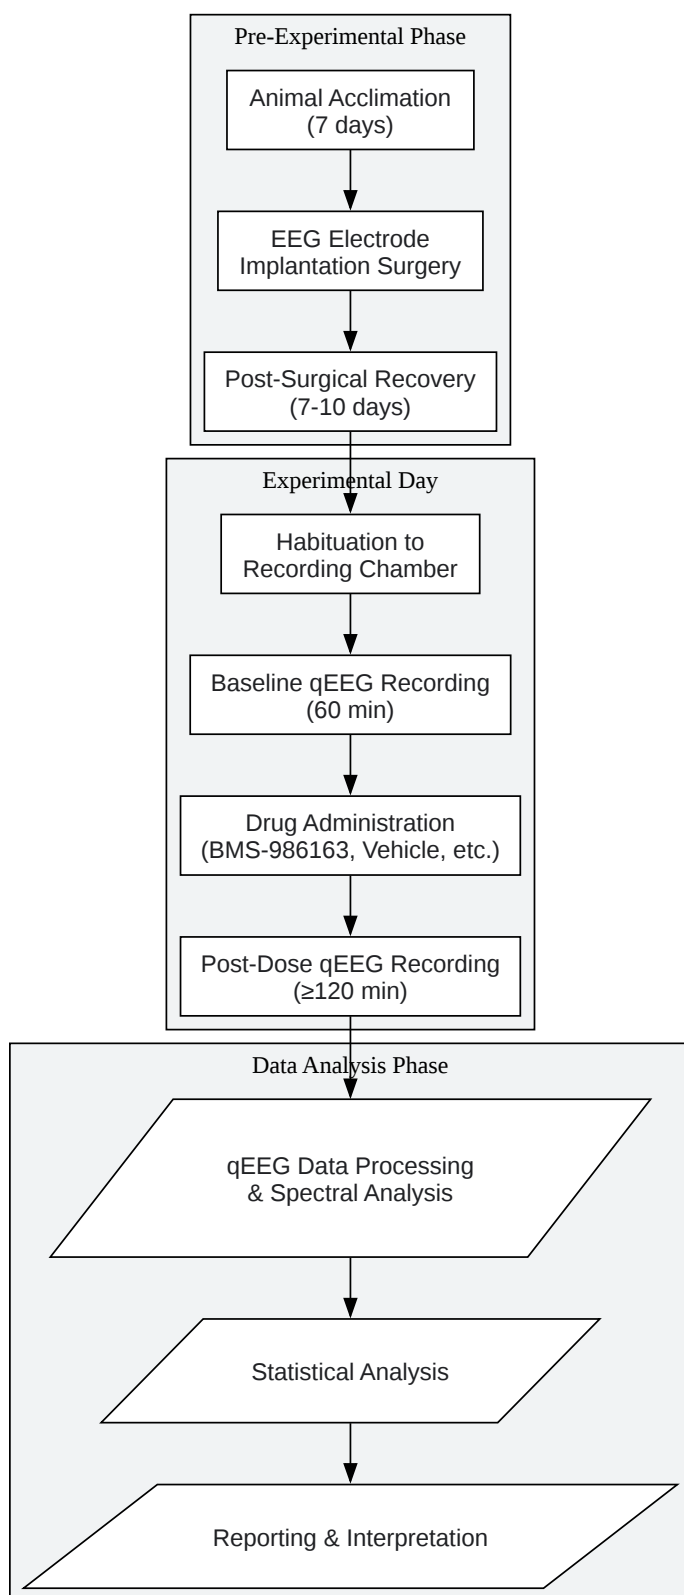 Pre-Experimental Phase
Animal Acclimation
(7 days)
EEG Electrode
Implantation Surgery
Post-Surgical Recovery
(7-10 days)
Experimental Day
Habituation to
Recording Chamber
Baseline qEEG Recording
(60 min)
Drug Administration
(BMS-986163, Vehicle, etc.)
Post-Dose qEEG Recording
(≥120 min)
Data Analysis Phase
qEEG Data Processing
& Spectral Analysis
Statistical Analysis
Reporting & Interpretation